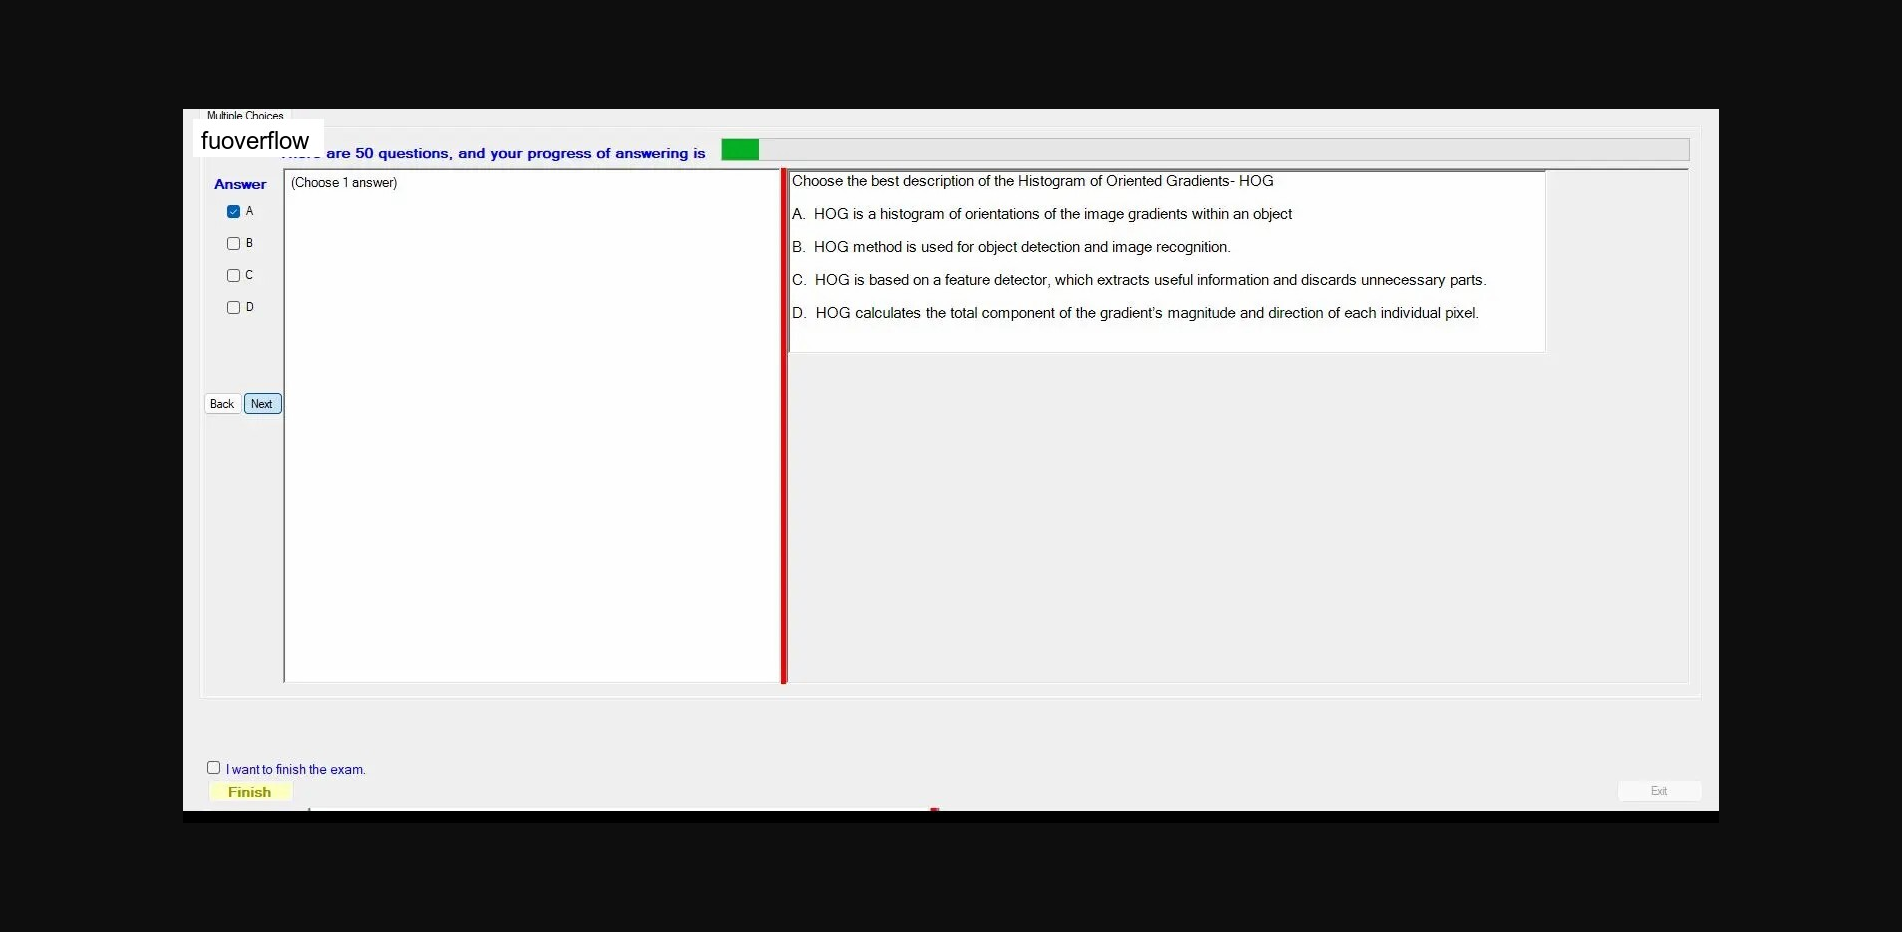 Multiple Choices
fuoverflow
are 50 questions, and your progress of answering is
Answer
(Choose 1 answer)
A
B
C
D
Back
Next
Choose the best description of the Histogram of Oriented Gradients- HOG
A. HOG is a histogram of orientations of the image gradients within an object
B. HOG method is used for object detection and image recognition.
C. HOG is based on a feature detector, which extracts useful information and discards unnecessary parts.
D. HOG calculates the total component of the gradient's magnitude and direction of each individual pixel.
I want to finish the exam.
Finish
Exit